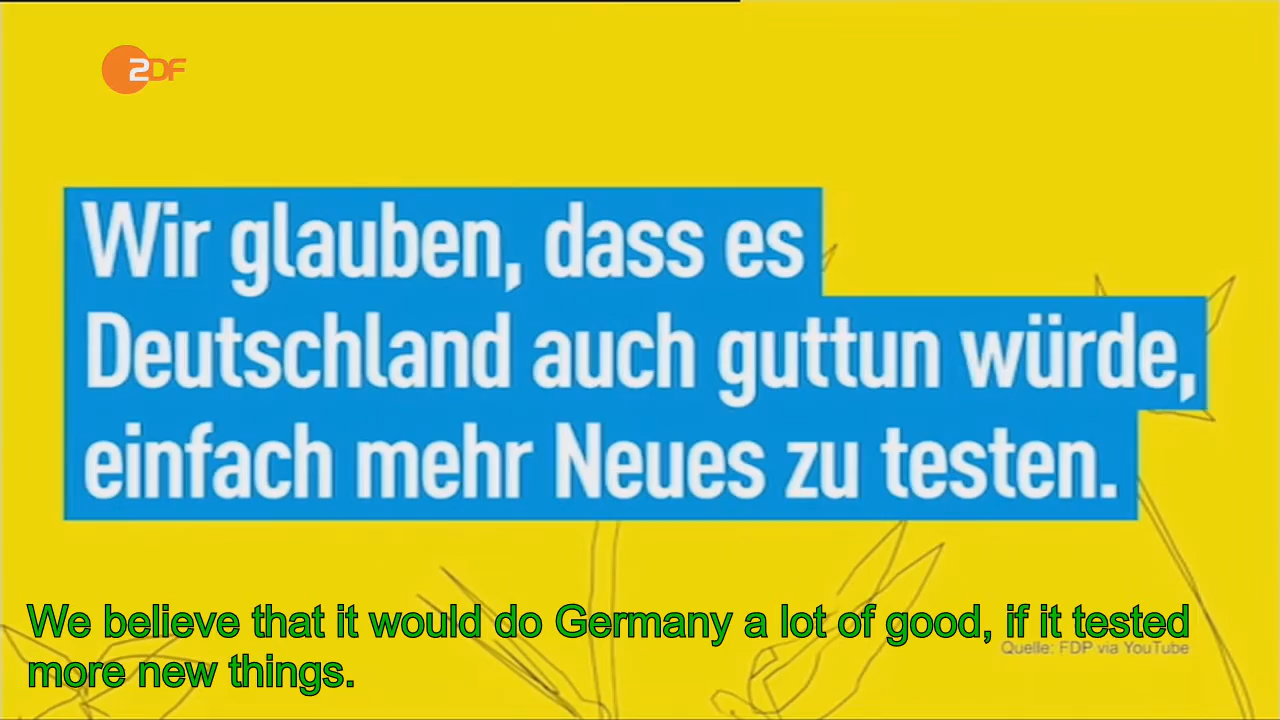 ZDF
Wir glauben, dass es
Deutschland auch guttun würde,
einfach mehr Neues zu testen.
We believe that it would do Germany a lot of good, if it tested
more new things.
Quelle: FDP via YouTube